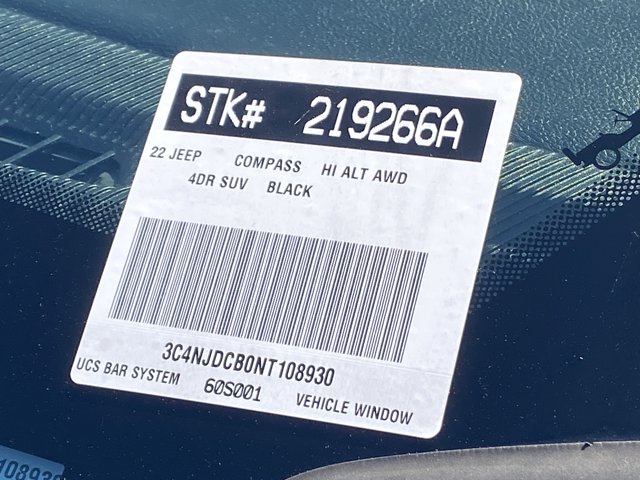 STK# 219266A
22 JEEP COMPASS HI ALT AWD
4DR SUV BLACK
3C4NJDCB0NT108930
UCS BAR SYSTEM 60S001 VEHICLE WINDOW